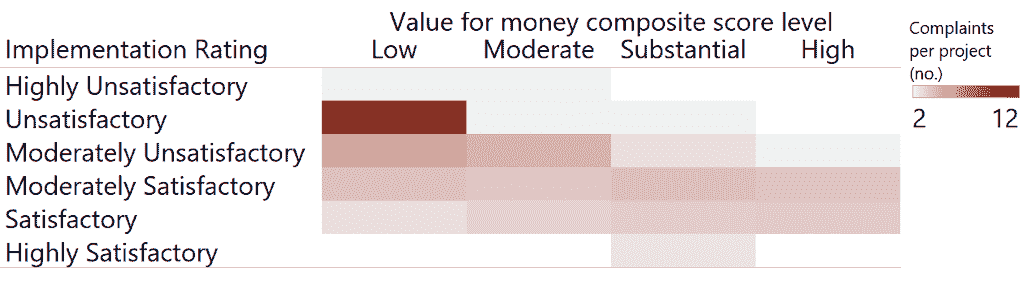 Value for money composite score level
Implementation Rating Low Moderate Substantial High
Highly Unsatisfactory
Unsatisfactory
Moderately Unsatisfactory
Moderately Satisfactory
Satisfactory
Highly Satisfactory
Complaints
per project
(no.)
2 12